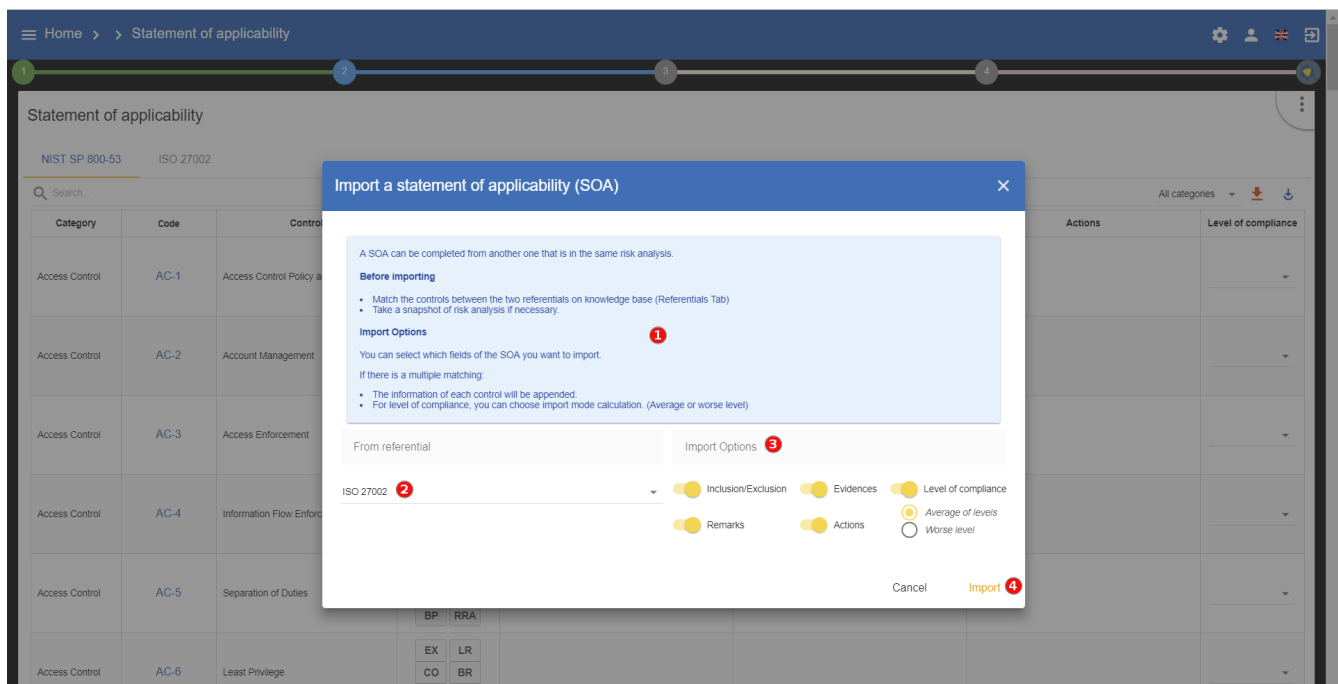 Home > > Statement of applicability
1 2 3 4
Statement of applicability
NIST SP 800-53 ISO 27002
Search...
All categories
Category Code Control Actions Level of compliance
Import a statement of applicability (SOA)
A SOA can be completed from another one that is in the same risk analysis.
Before importing
• Match the controls between the two referentials on knowledge base (Referentials Tab)
• Take a snapshot of risk analysis if necessary.
Import Options
1
You can select which fields of the SOA you want to import.
If there is a multiple matching:
• The information of each control will be appended.
• For level of compliance, you can choose import mode calculation. (Average or worse level)
From referential
Import Options 3
ISO 27002 2
Inclusion/Exclusion Evidences Level of compliance
Average of levels
Remarks Actions
Worse level
Cancel Import 4
Access Control AC-1 Access Control Policy a
Access Control AC-2 Account Management
Access Control AC-3 Access Enforcement
Access Control AC-4 Information Flow Enforc
Access Control AC-5 Separation of Duties
BP RRA
EX LR
Access Control AC-6 Least Privilege CO BR